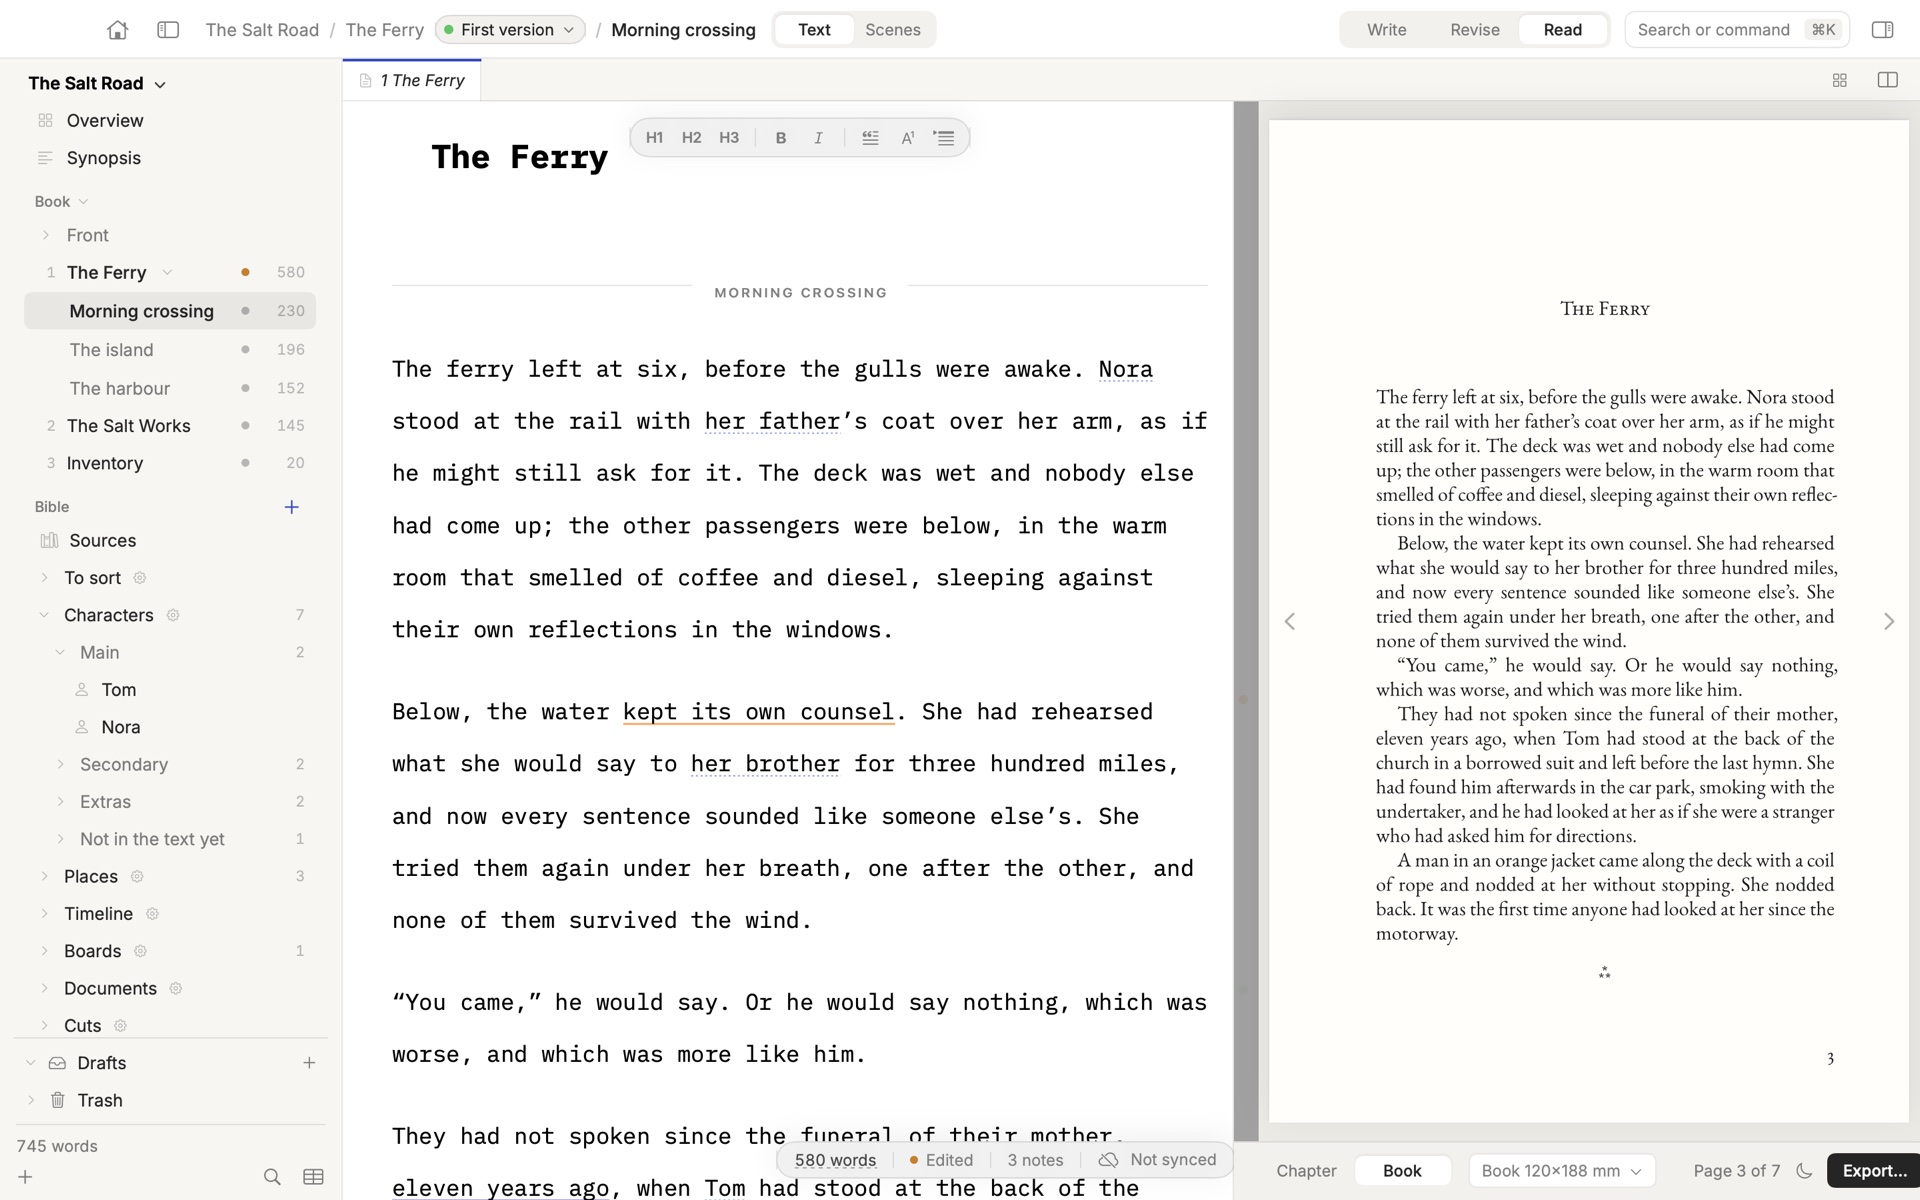 The Salt Road / The Ferry First version / Morning crossing Text Scenes Write Revise Read Search or command ⌘K
The Salt Road
Overview
Synopsis
Book
Front
1 The Ferry 580
Morning crossing 230
The island 196
The harbour 152
2 The Salt Works 145
3 Inventory 20
Bible
Sources
To sort
Characters 7
Main 2
Tom
Nora
Secondary 2
Extras 2
Not in the text yet 1
Places 3
Timeline
Boards 1
Documents
Cuts
Drafts
Trash
745 words
1 The Ferry
H1 H2 H3 B I A¹
The Ferry
MORNING CROSSING
The ferry left at six, before the gulls were awake. Nora
stood at the rail with her father’s coat over her arm, as if
he might still ask for it. The deck was wet and nobody else
had come up; the other passengers were below, in the warm
room that smelled of coffee and diesel, sleeping against
their own reflections in the windows.
Below, the water kept its own counsel. She had rehearsed
what she would say to her brother for three hundred miles,
and now every sentence sounded like someone else’s. She
tried them again under her breath, one after the other, and
none of them survived the wind.
“You came,” he would say. Or he would say nothing, which was
worse, and which was more like him.
They had not spoken since the funeral of their mother,
eleven years ago, when Tom had stood at the back of the
580 words Edited 3 notes Not synced
The Ferry
The ferry left at six, before the gulls were awake. Nora stood
at the rail with her father’s coat over her arm, as if he might
still ask for it. The deck was wet and nobody else had come
up; the other passengers were below, in the warm room that
smelled of coffee and diesel, sleeping against their own reflec-
tions in the windows.
Below, the water kept its own counsel. She had rehearsed
what she would say to her brother for three hundred miles,
and now every sentence sounded like someone else’s. She
tried them again under her breath, one after the other, and
none of them survived the wind.
“You came,” he would say. Or he would say nothing,
which was worse, and which was more like him.
They had not spoken since the funeral of their mother,
eleven years ago, when Tom had stood at the back of the
church in a borrowed suit and left before the last hymn. She
had found him afterwards in the car park, smoking with the
undertaker, and he had looked at her as if she were a stranger
who had asked him for directions.
A man in an orange jacket came along the deck with a coil
of rope and nodded at her without stopping. She nodded
back. It was the first time anyone had looked at her since the
motorway.
⁂
3
Chapter Book Book 120×188 mm Page 3 of 7 Export...